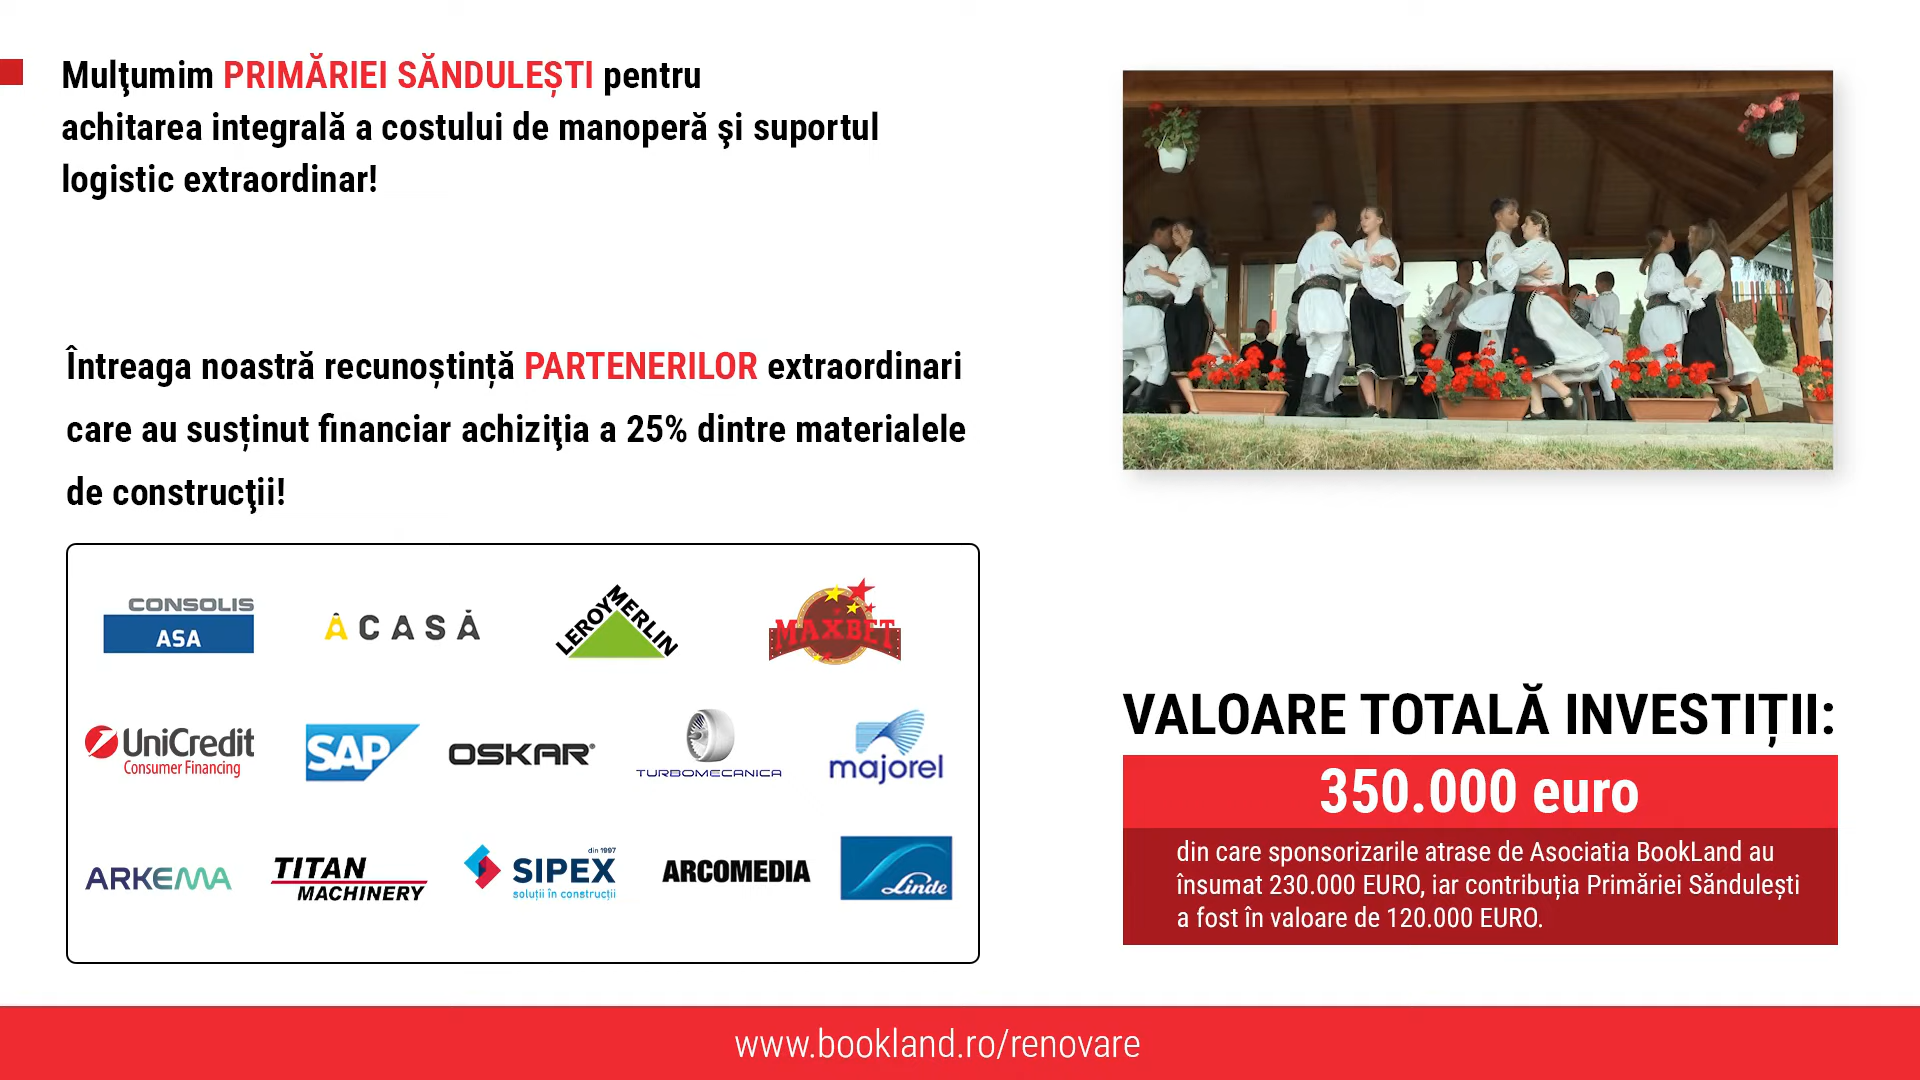 Mulţumim PRIMĂRIEI SĂNDULEȘTI pentru
achitarea integrală a costului de manoperă şi suportul
logistic extraordinar!
Întreaga noastră recunoștință PARTENERILOR extraordinari
care au susținut financiar achiziţia a 25% dintre materialele
de construcţii!
CONSOLIS
ASA
ACASĂ
LEROY MERLIN
MAXBET
UniCredit
Consumer Financing
SAP
OSKAR®
TURBOMECANICA
majorel
ARKEMA
TITAN
MACHINERY
din 1997
SIPEX
soluții în construcții
ARCOMEDIA
Linde
VALOARE TOTALĂ INVESTIȚII:
350.000 euro
din care sponsorizarile atrase de Asociatia BookLand au
însumat 230.000 EURO, iar contribuția Primăriei Săndulești
a fost în valoare de 120.000 EURO.
www.bookland.ro/renovare